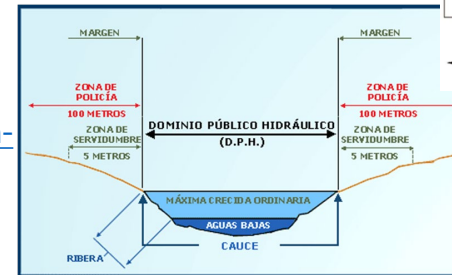 MARGEN
MARGEN
ZONA DE
POLICÍA
100 METROS
ZONA DE
SERVIDUMBRE
5 METROS
DOMINIO PÚBLICO HIDRÁULICO
(D.P.H.)
ZONA DE
POLICÍA
100 METROS
ZONA DE
SERVIDUMBRE
5 METROS
MÁXIMA CRECIDA ORDINARIA
AGUAS BAJAS
CAUCE
RIBERA